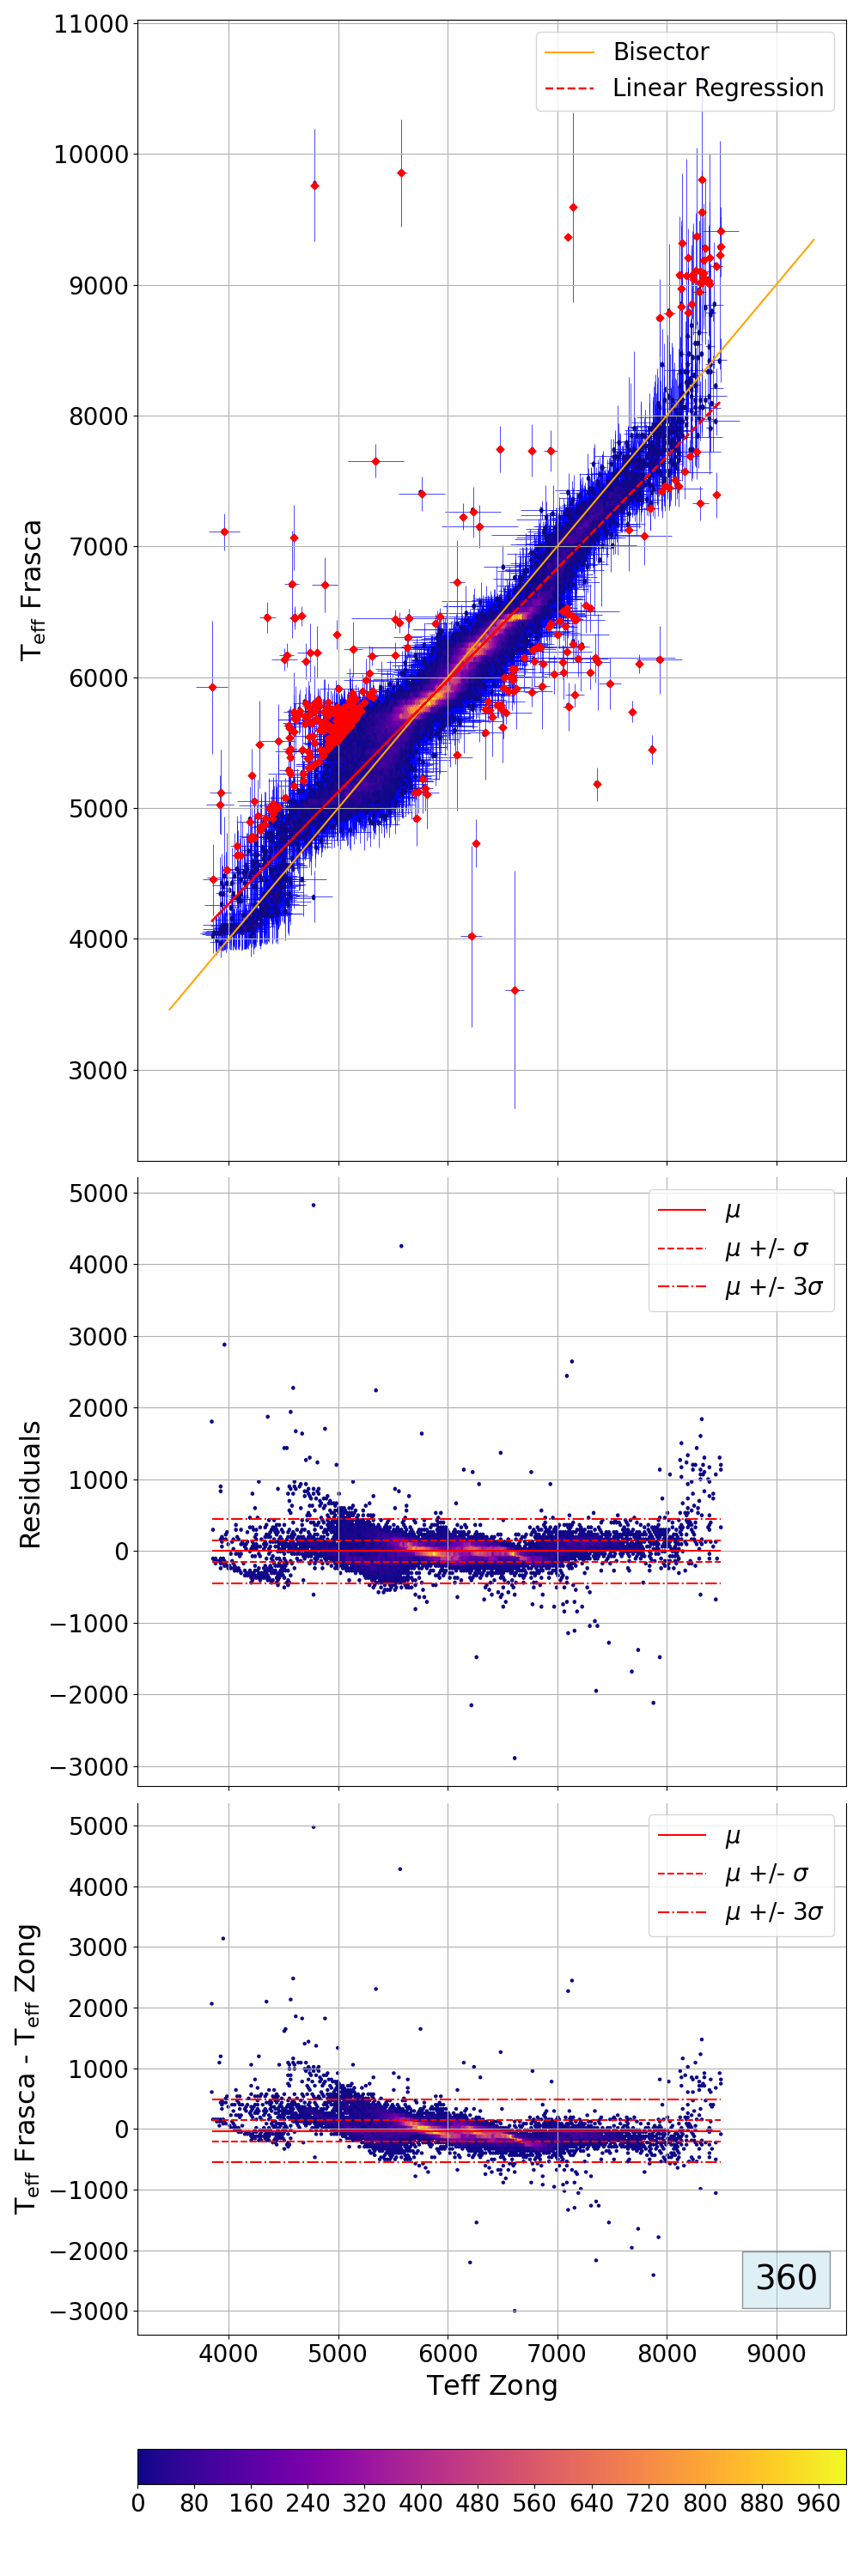 11000
10000
9000
8000
7000
6000
5000
4000
3000
T_eff Frasca
Bisector
Linear Regression
5000
4000
3000
2000
1000
0
−1000
−2000
−3000
Residuals
μ
μ +/- σ
μ +/- 3σ
5000
4000
3000
2000
1000
0
−1000
−2000
−3000
T_eff Frasca - T_eff Zong
μ
μ +/- σ
μ +/- 3σ
360
4000 5000 6000 7000 8000 9000
Teff Zong
0 80 160 240 320 400 480 560 640 720 800 880 960